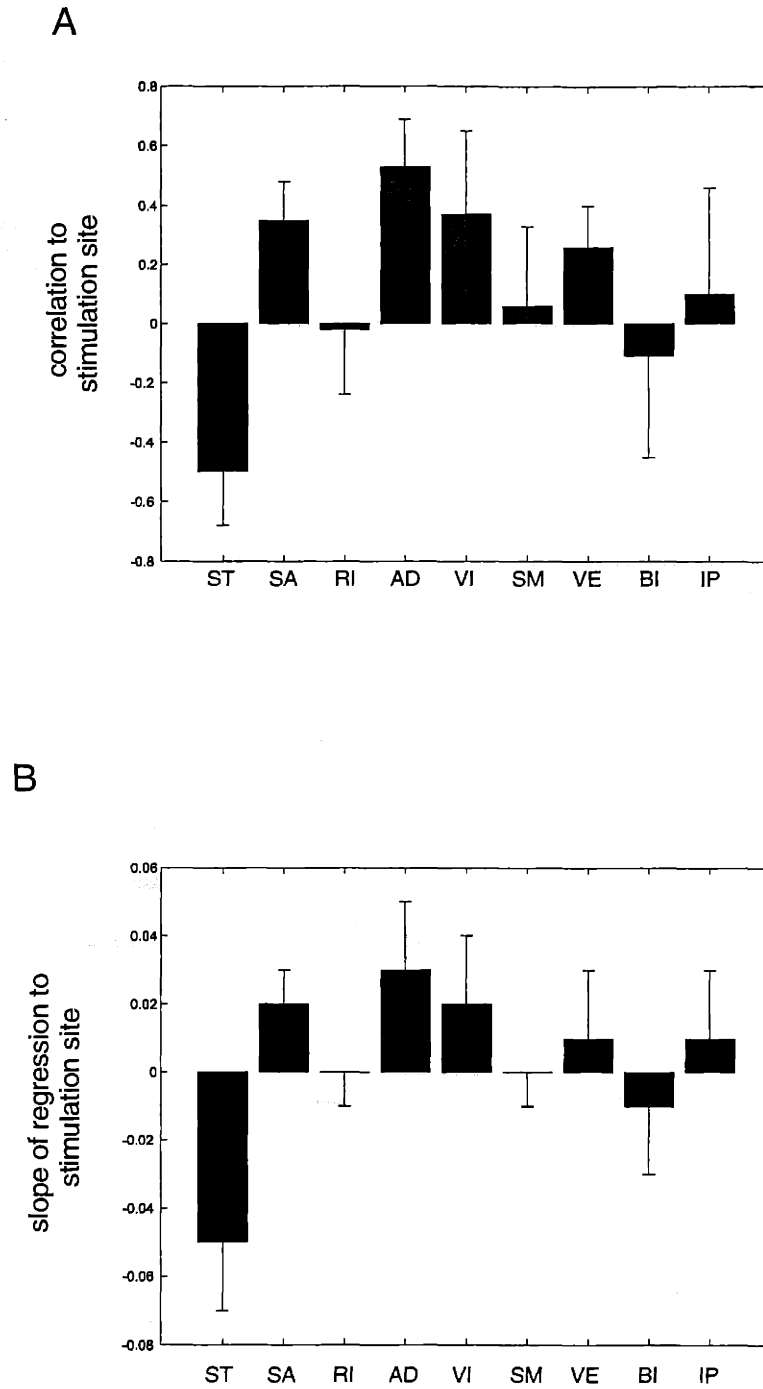 A
correlation to
stimulation site
0.8
0.6
0.4
0.2
0
-0.2
-0.4
-0.6
-0.8
ST SA RI AD VI SM VE BI IP
B
slope of regression to
stimulation site
0.06
0.04
0.02
0
-0.02
-0.04
-0.06
-0.08
ST SA RI AD VI SM VE BI IP